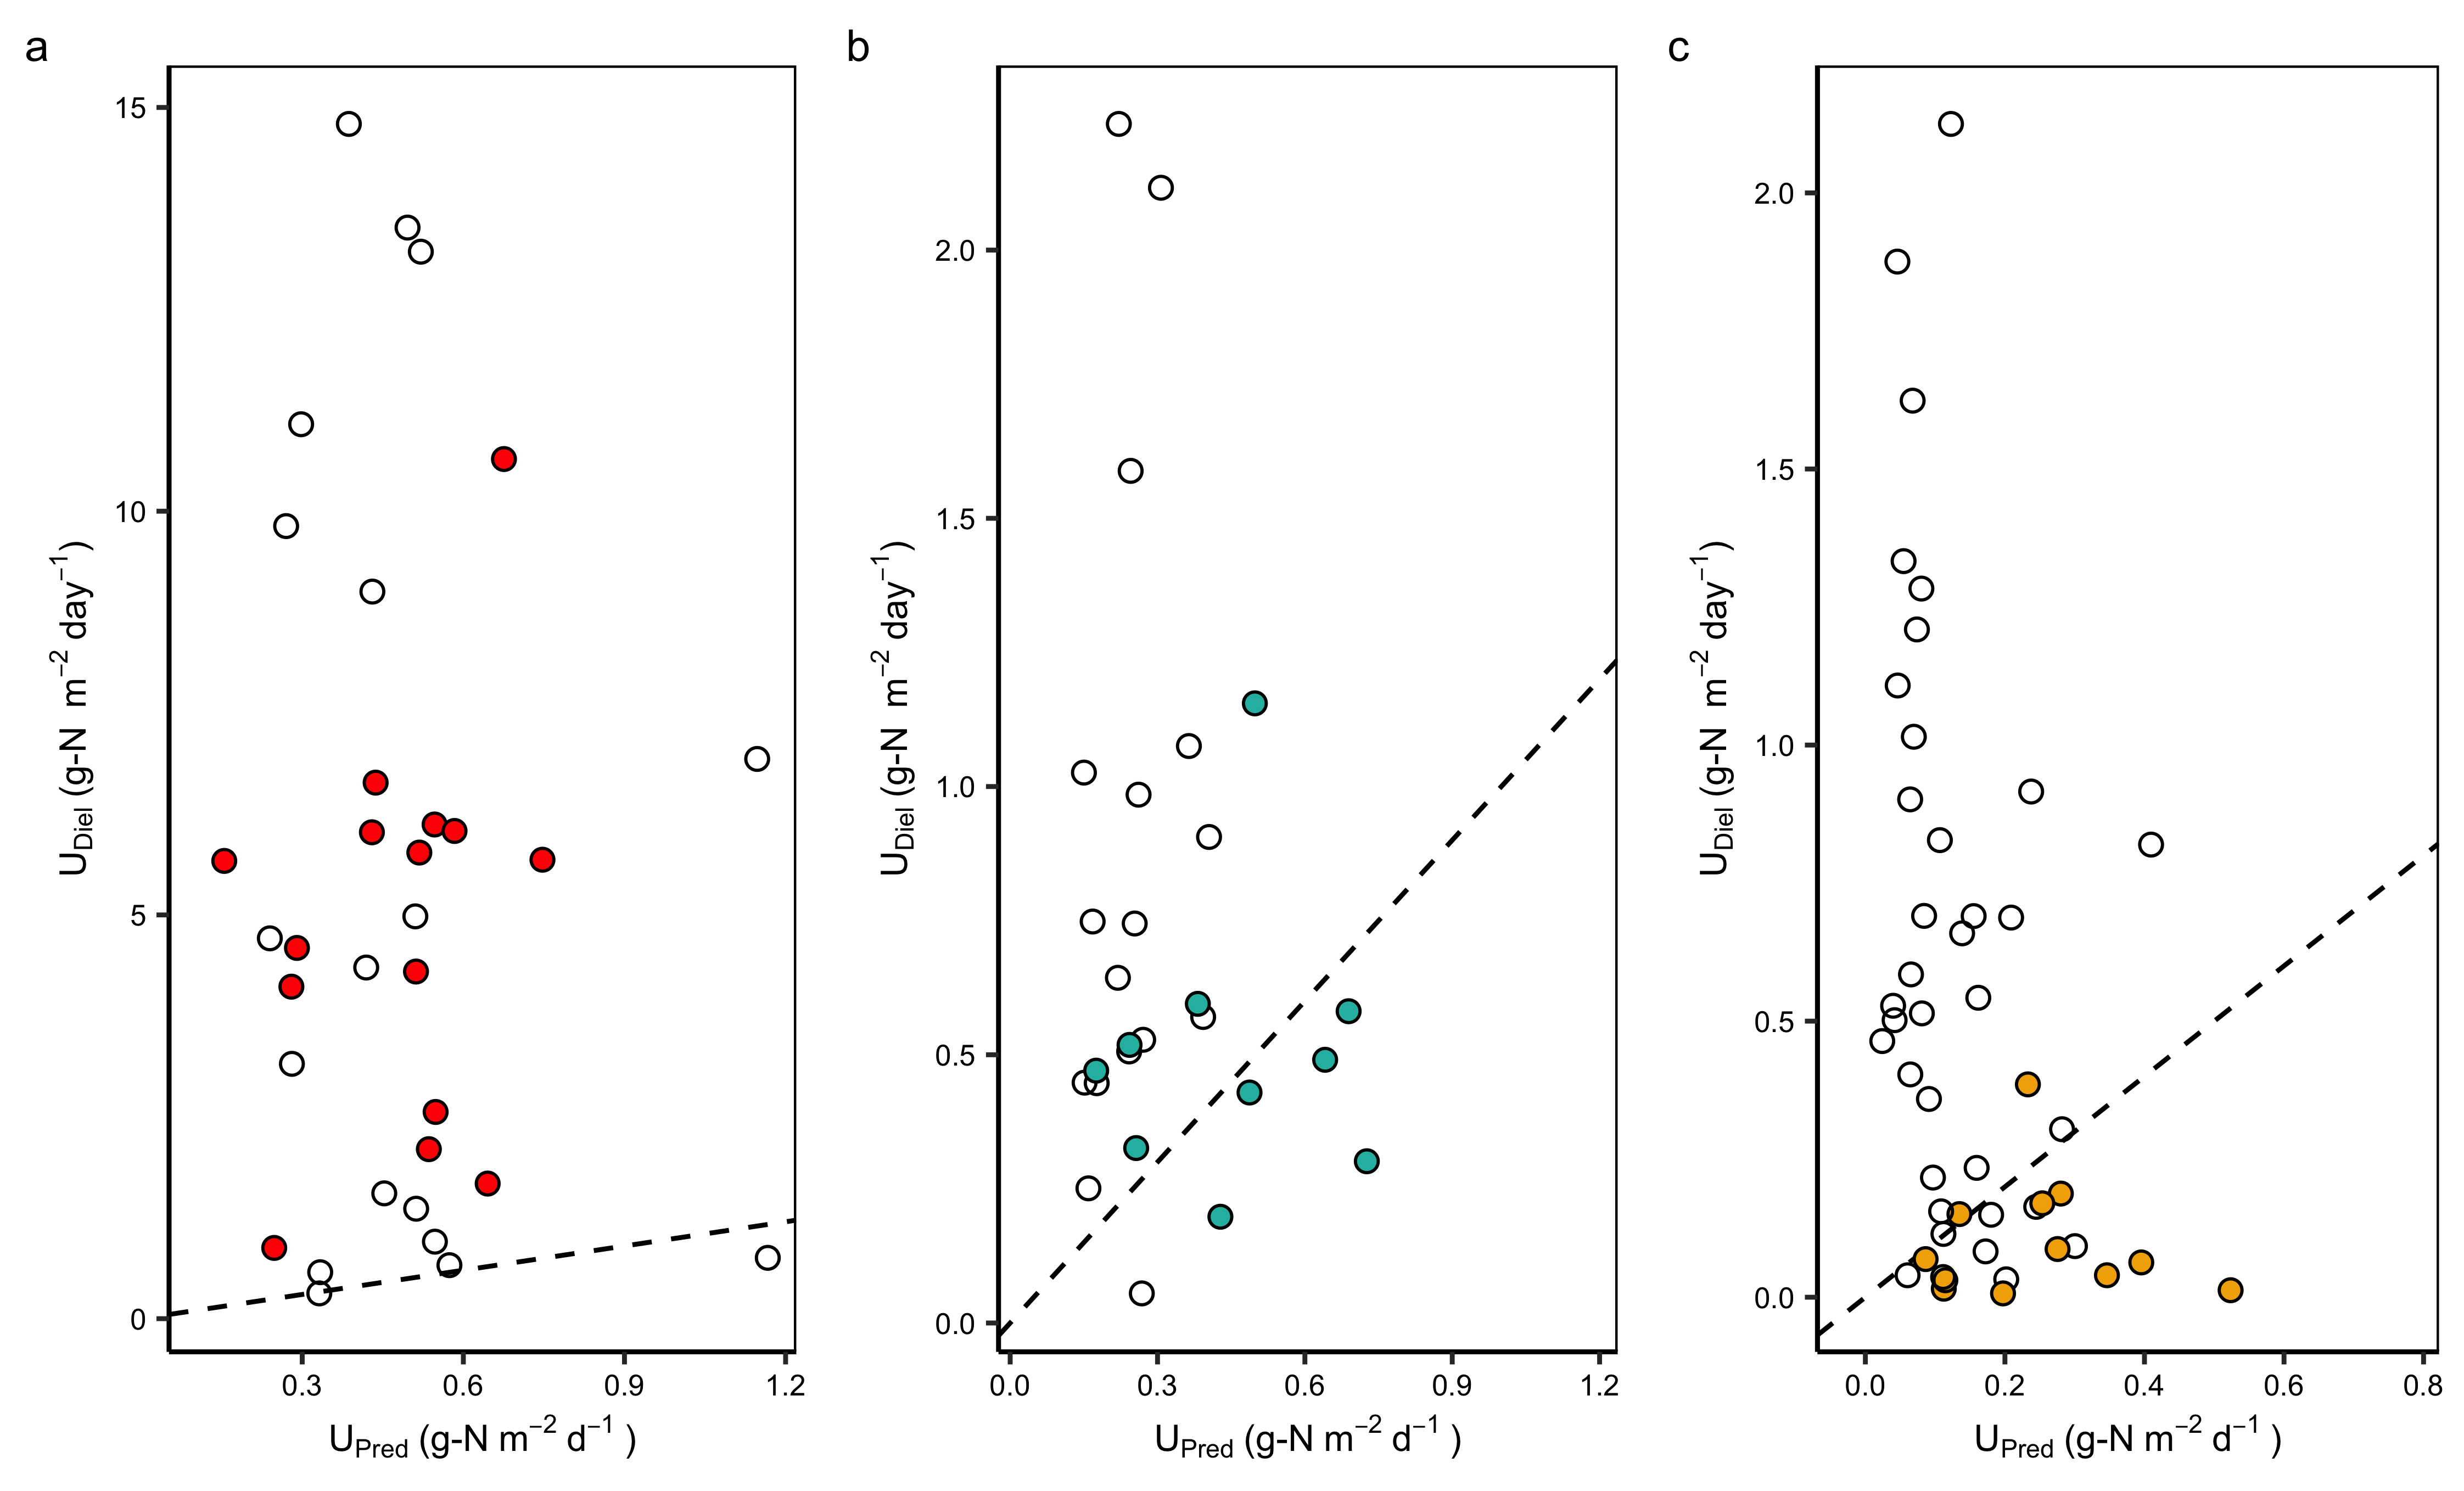 a
15
10
5
0
U_Diel (g-N m⁻² day⁻¹)
0.3 0.6 0.9 1.2
U_Pred (g-N m⁻² d⁻¹ )
b
2.0
1.5
1.0
0.5
0.0
U_Diel (g-N m⁻² day⁻¹)
0.0 0.3 0.6 0.9 1.2
U_Pred (g-N m⁻² d⁻¹ )
c
2.0
1.5
1.0
0.5
0.0
U_Diel (g-N m⁻² day⁻¹)
0.0 0.2 0.4 0.6 0.8
U_Pred (g-N m⁻² d⁻¹ )